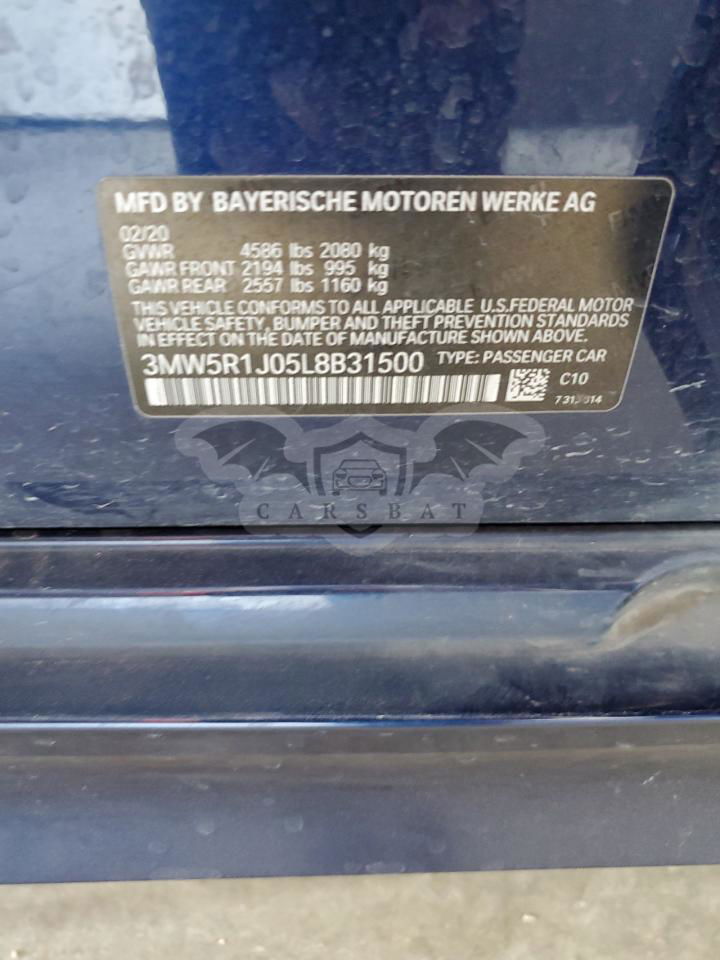 MFD BY BAYERISCHE MOTOREN WERKE AG
02/20
GVWR 4586 lbs 2080 kg
GAWR FRONT 2194 lbs 995 kg
GAWR REAR 2557 lbs 1160 kg
THIS VEHICLE CONFORMS TO ALL APPLICABLE U.S.FEDERAL MOTOR
VEHICLE SAFETY, BUMPER AND THEFT PREVENTION STANDARDS
IN EFFECT ON THE DATE OF MANUFACTURE SHOWN ABOVE.
3MW5R1J05L8B31500 TYPE: PASSENGER CAR
C10
CARSBAT